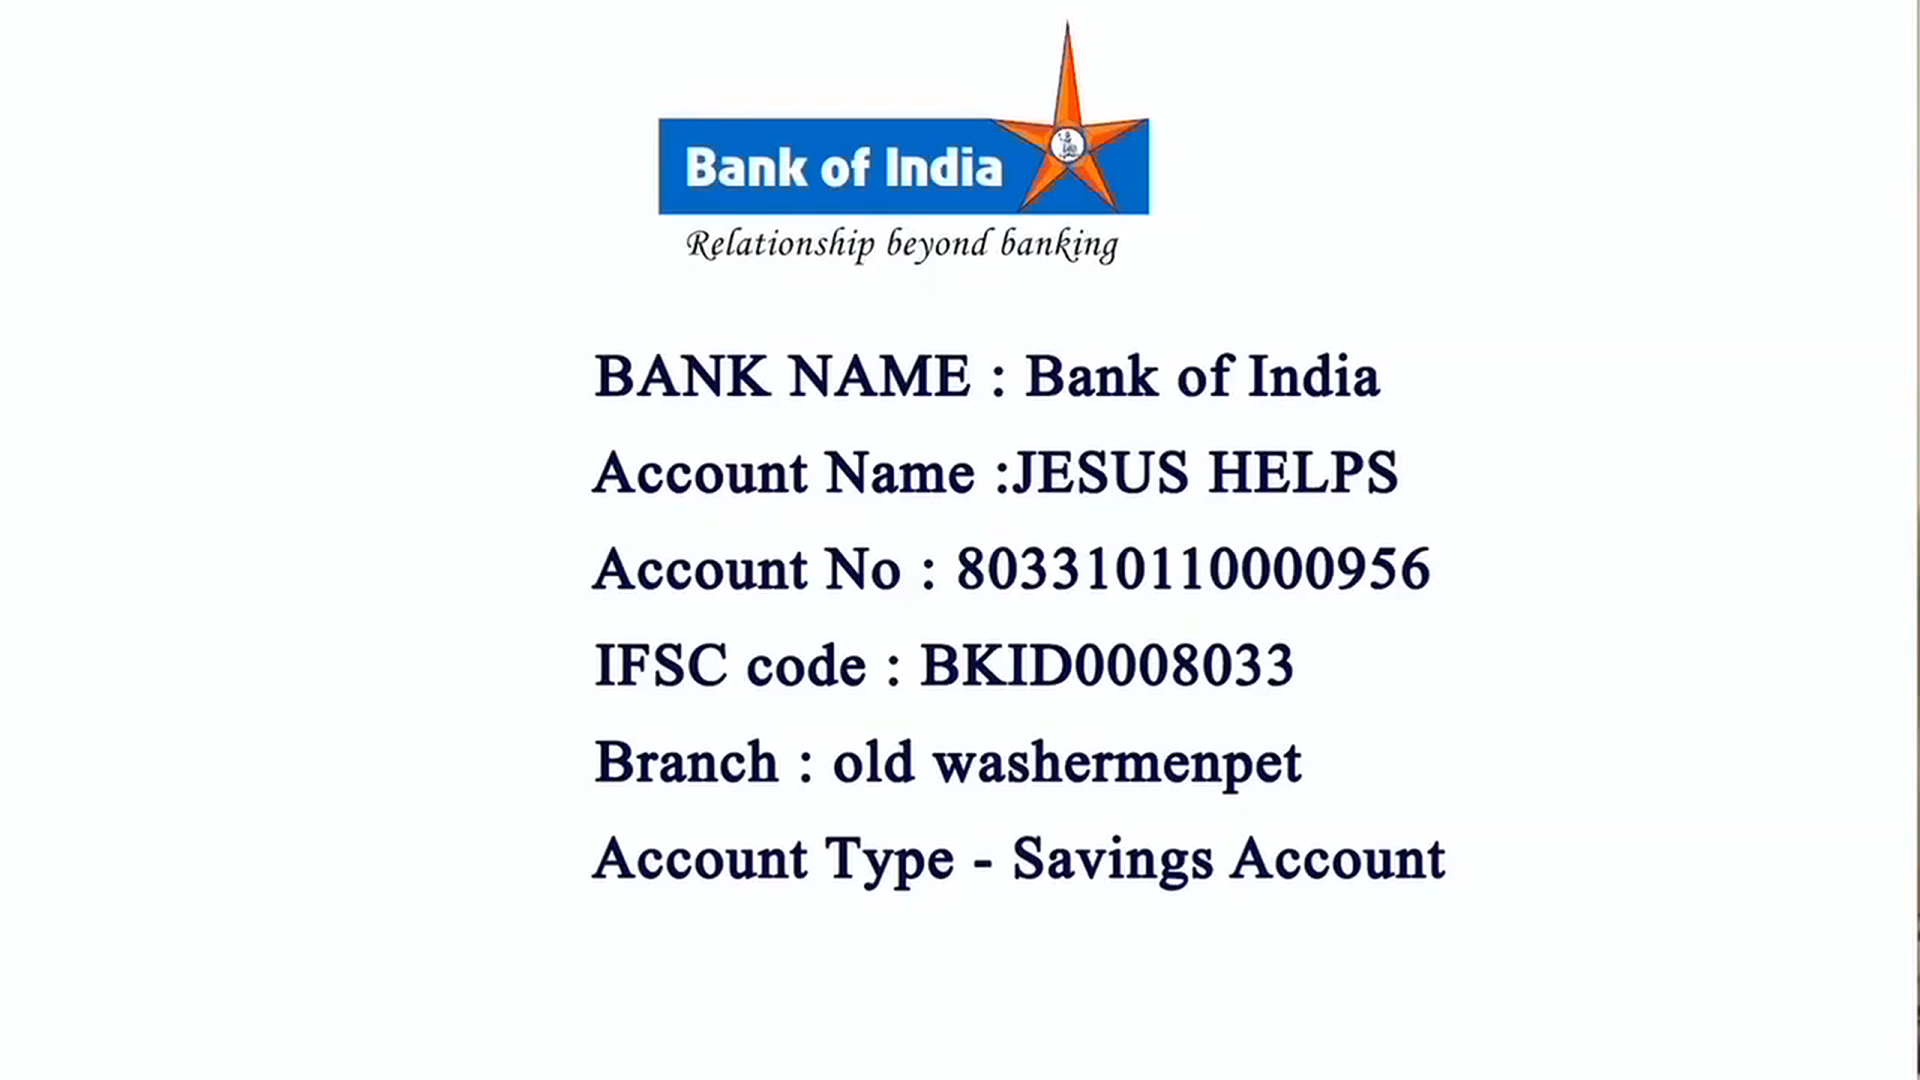 Bank of India
Relationship beyond banking
BANK NAME : Bank of India
Account Name :JESUS HELPS
Account No : 803310110000956
IFSC code : BKID0008033
Branch : old washermenpet
Account Type - Savings Account